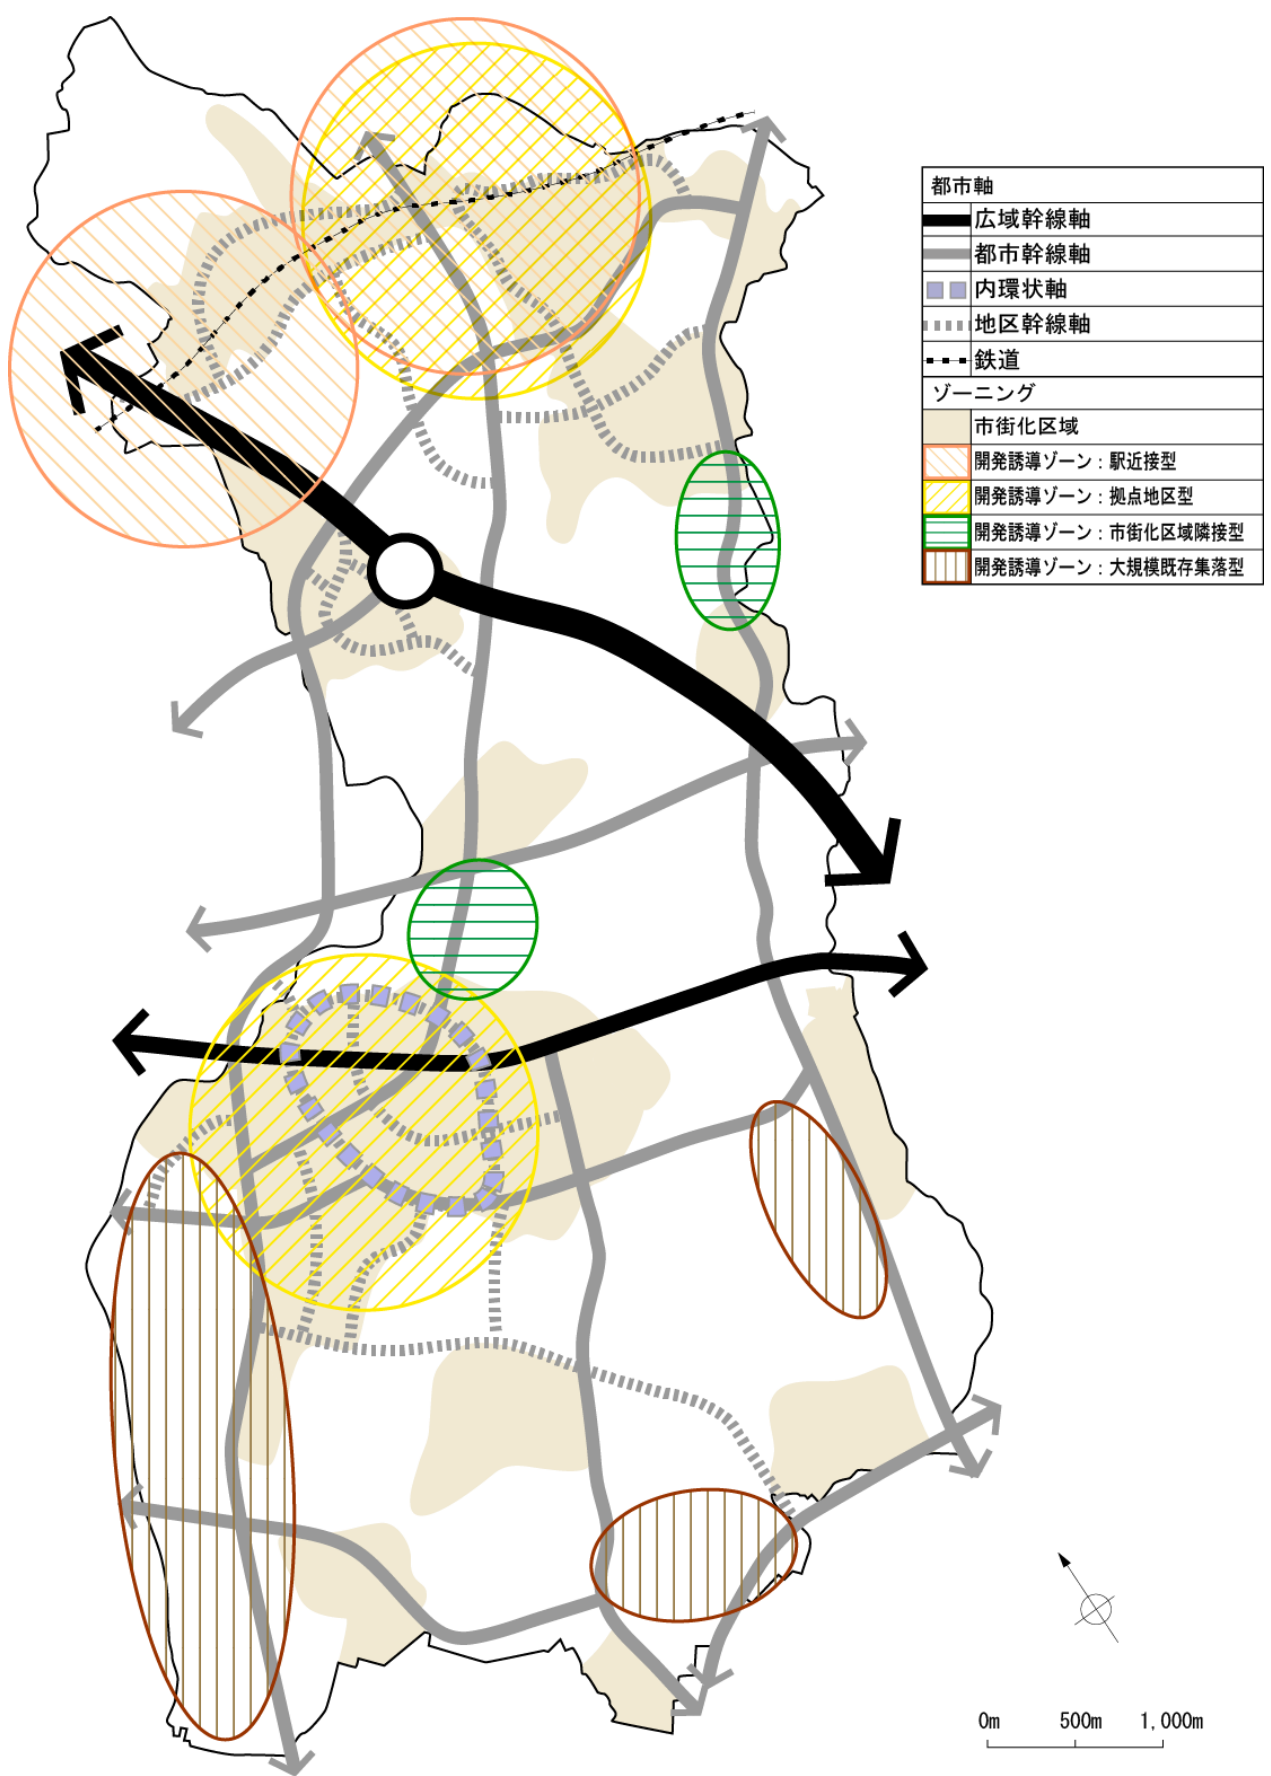 都市軸
広域幹線軸
都市幹線軸
内環状軸
地区幹線軸
鉄道
ゾーニング
市街化区域
開発誘導ゾーン：駅近接型
開発誘導ゾーン：拠点地区型
開発誘導ゾーン：市街化区域隣接型
開発誘導ゾーン：大規模既存集落型
0m 500m 1,000m